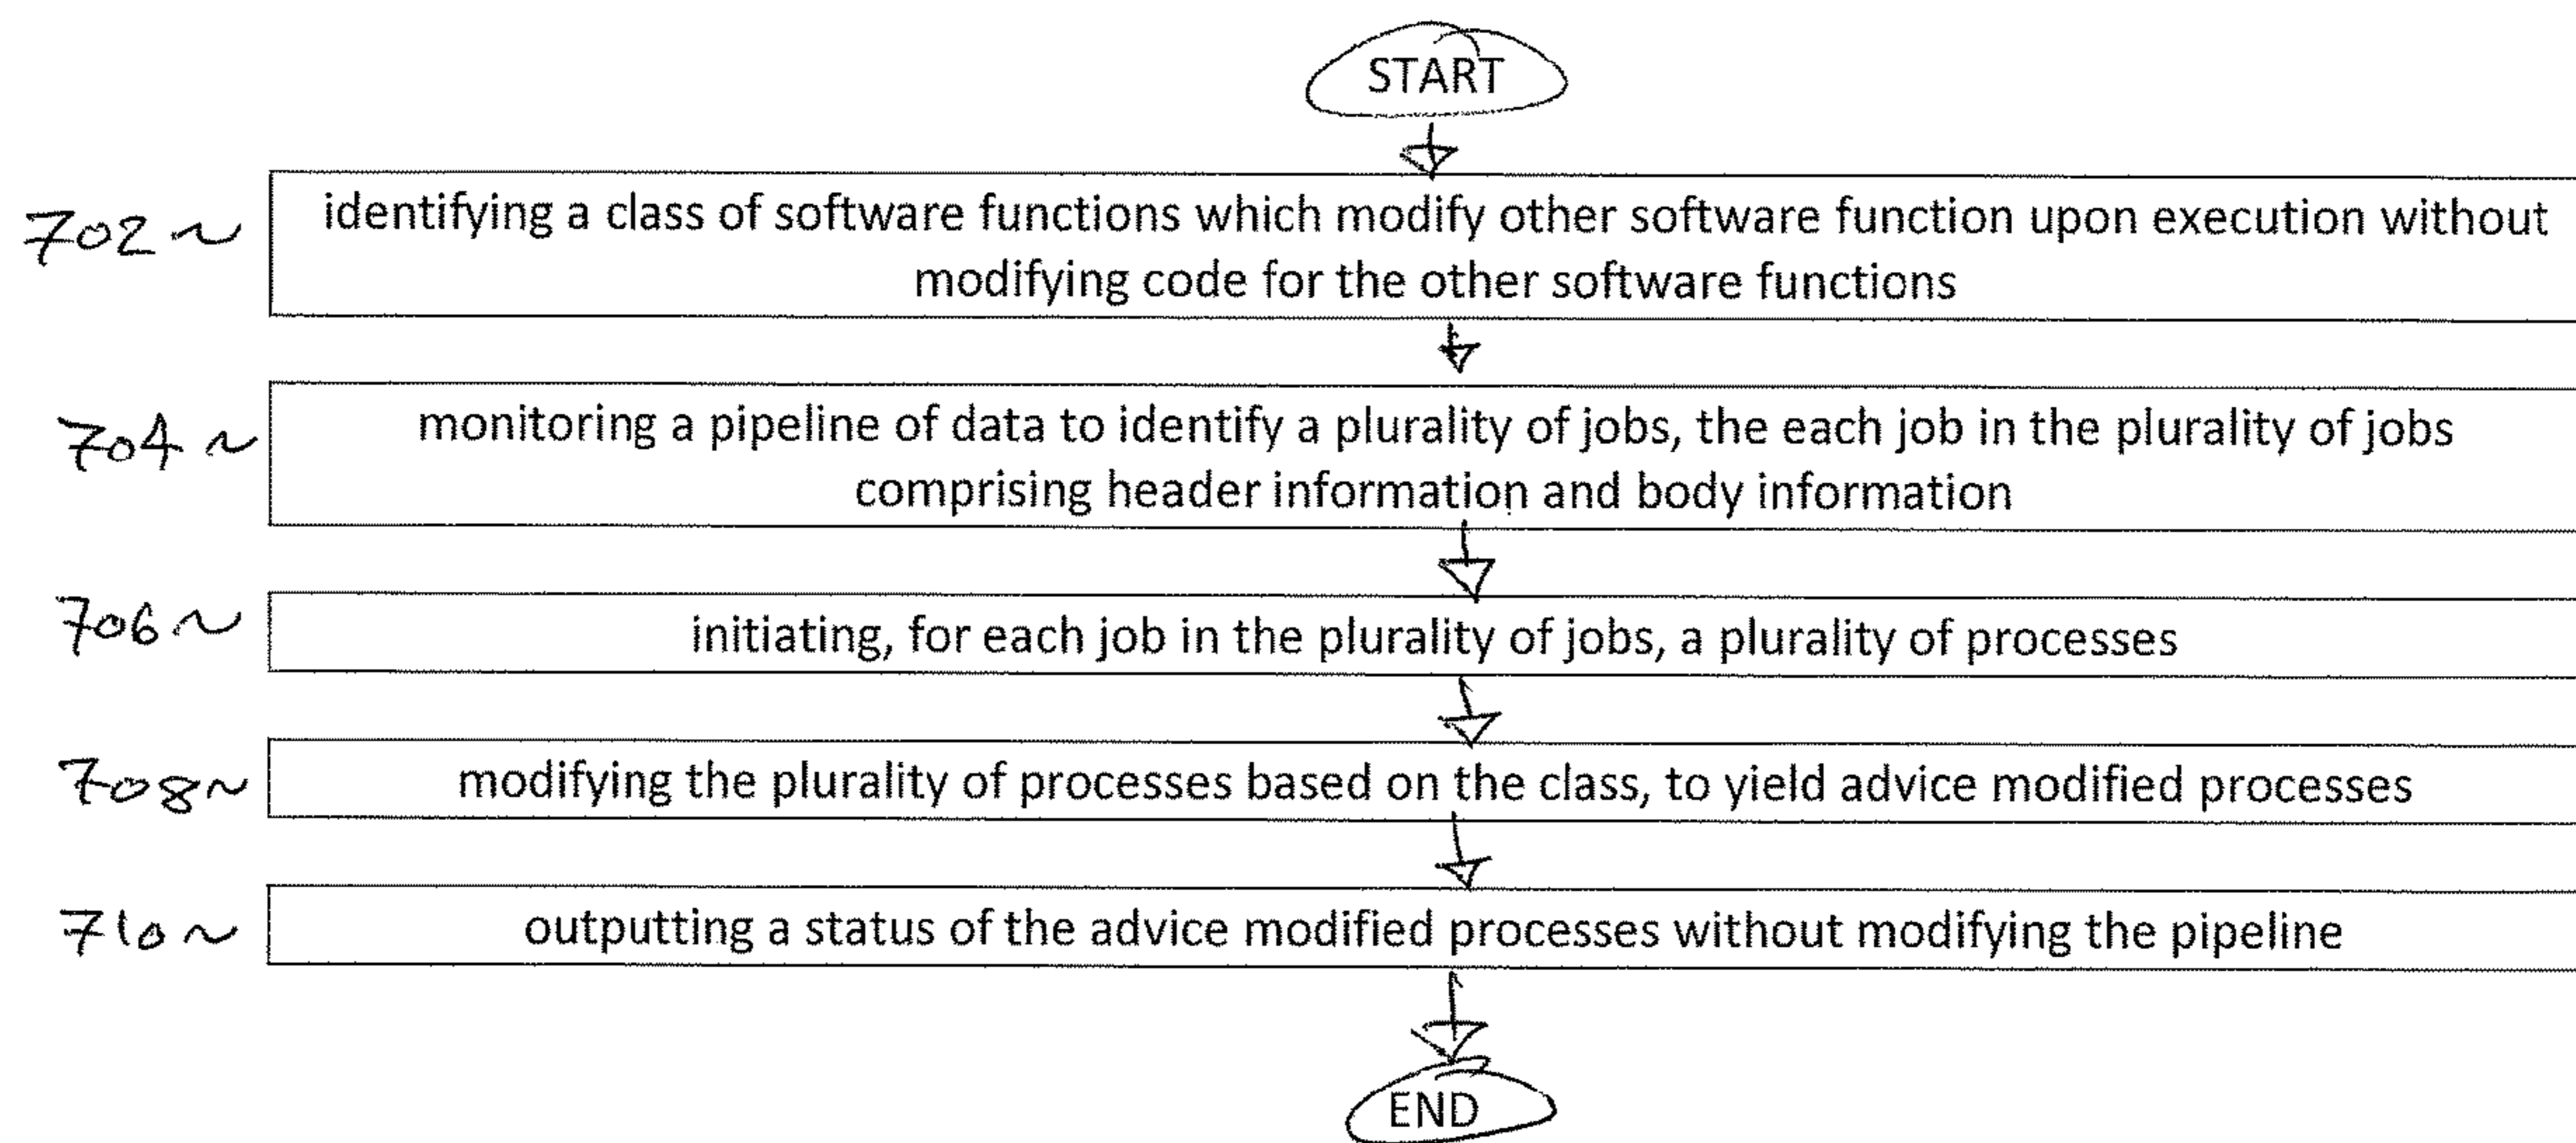 START
702 ~ identifying a class of software functions which modify other software function upon execution without
modifying code for the other software functions
704 ~ monitoring a pipeline of data to identify a plurality of jobs, the each job in the plurality of jobs
comprising header information and body information
706 ~ initiating, for each job in the plurality of jobs, a plurality of processes
708 ~ modifying the plurality of processes based on the class, to yield advice modified processes
710 ~ outputting a status of the advice modified processes without modifying the pipeline
END